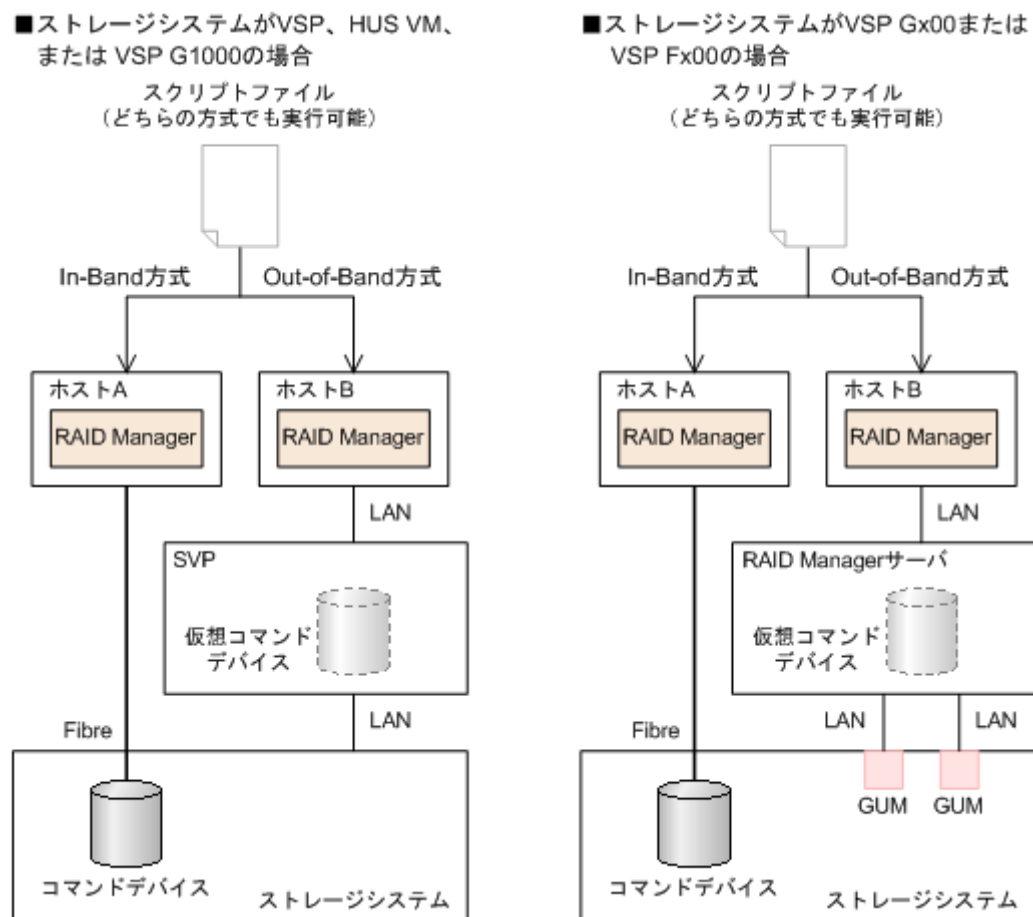 ■ストレージシステムがVSP、HUS VM、
または VSP G1000の場合
スクリプトファイル
（どちらの方式でも実行可能）
In-Band方式
Out-of-Band方式
ホストA
RAID Manager
ホストB
RAID Manager
LAN
SVP
仮想コマンド
デバイス
LAN
Fibre
コマンドデバイス
ストレージシステム
■ストレージシステムがVSP Gx00または
VSP Fx00の場合
スクリプトファイル
（どちらの方式でも実行可能）
In-Band方式
Out-of-Band方式
ホストA
RAID Manager
ホストB
RAID Manager
LAN
RAID Managerサーバ
仮想コマンド
デバイス
LAN
LAN
Fibre
GUM
GUM
コマンドデバイス
ストレージシステム